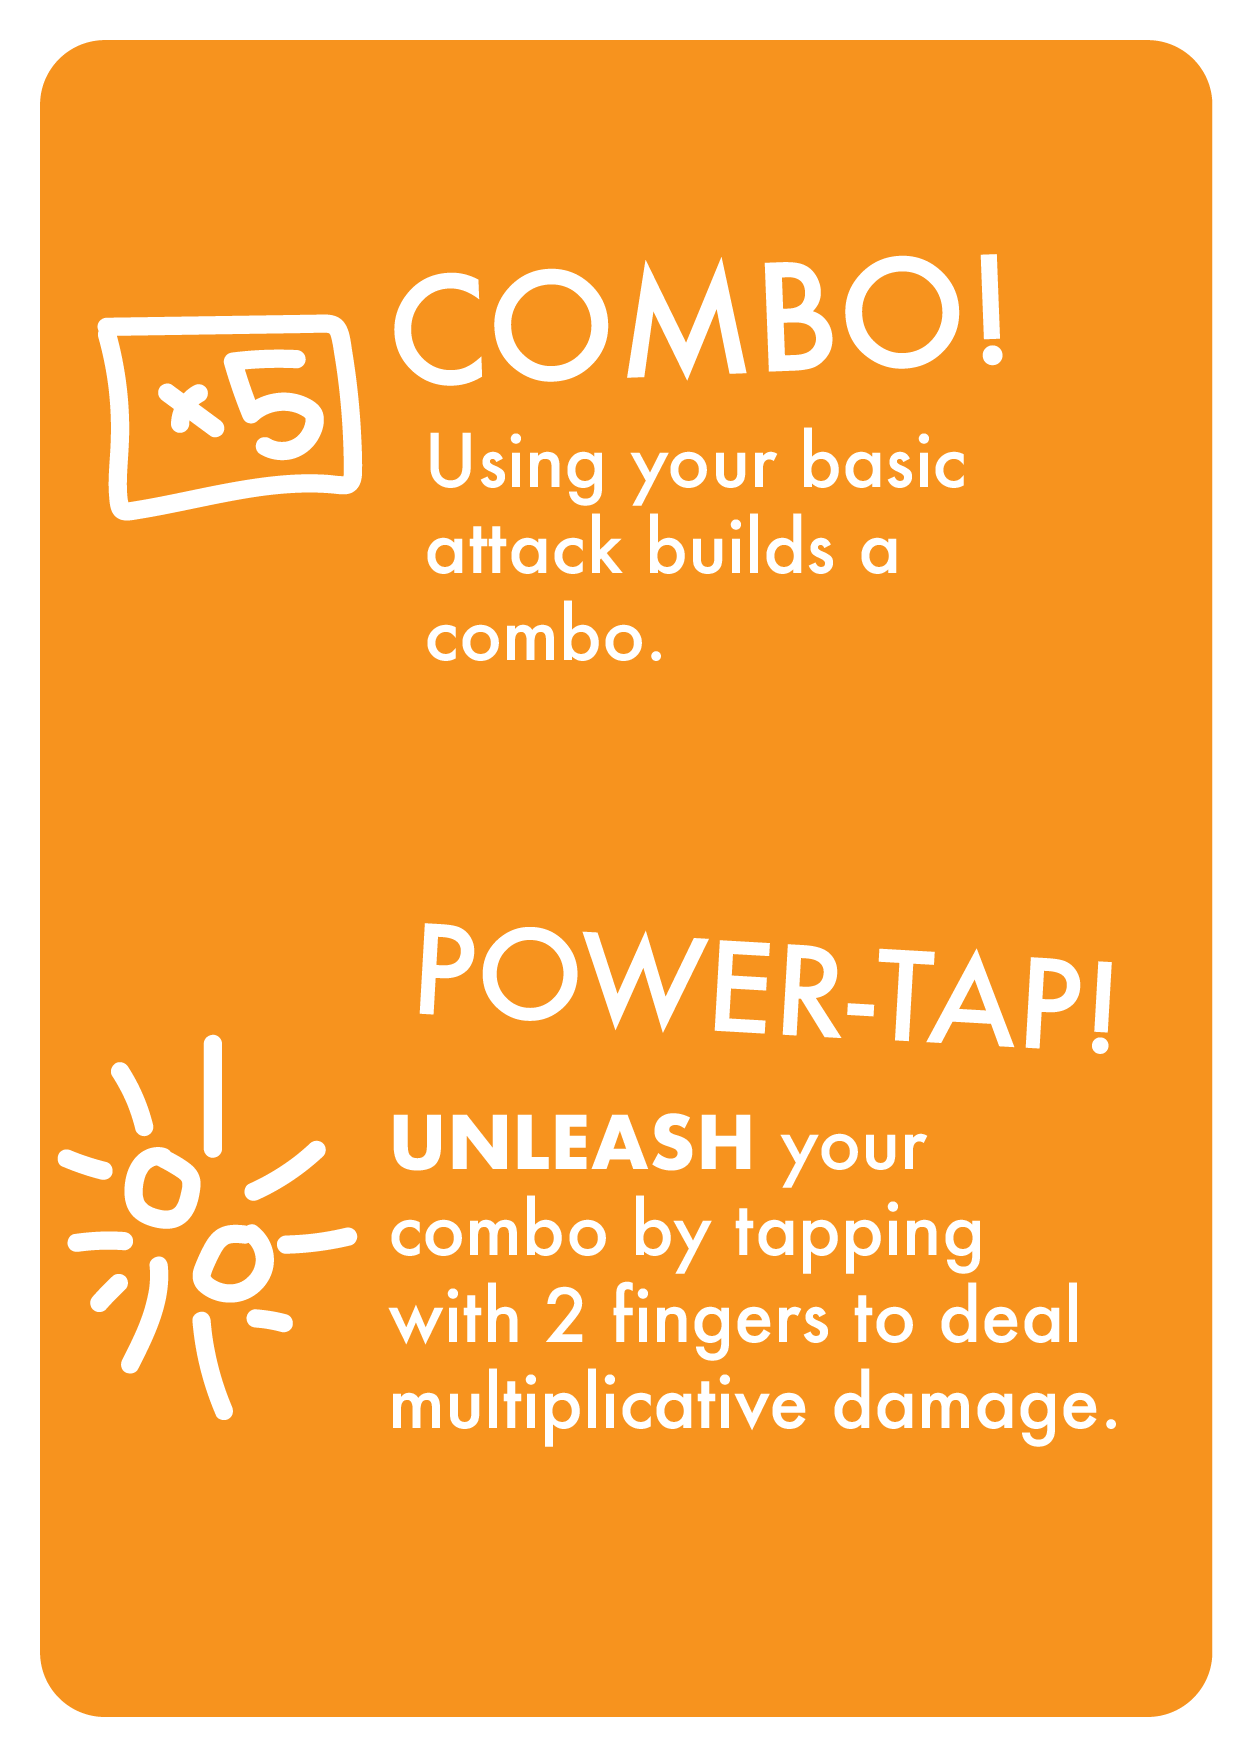 COMBO!
×5
Using your basic
attack builds a
combo.
POWER-TAP!
UNLEASH your
combo by tapping
with 2 fingers to deal
multiplicative damage.